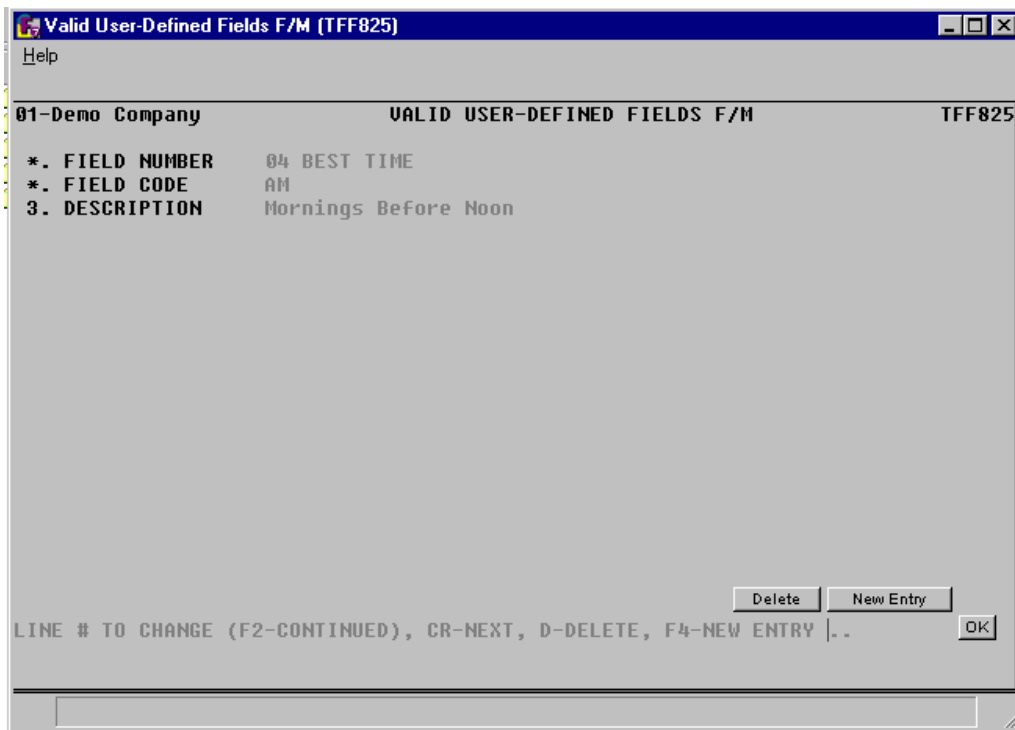 Valid User-Defined Fields F/M (TFF825)
Help
01-Demo Company VALID USER-DEFINED FIELDS F/M TFF825
*. FIELD NUMBER 04 BEST TIME
*. FIELD CODE AM
3. DESCRIPTION Mornings Before Noon
Delete New Entry
LINE # TO CHANGE (F2-CONTINUED), CR-NEXT, D-DELETE, F4-NEW ENTRY .. OK